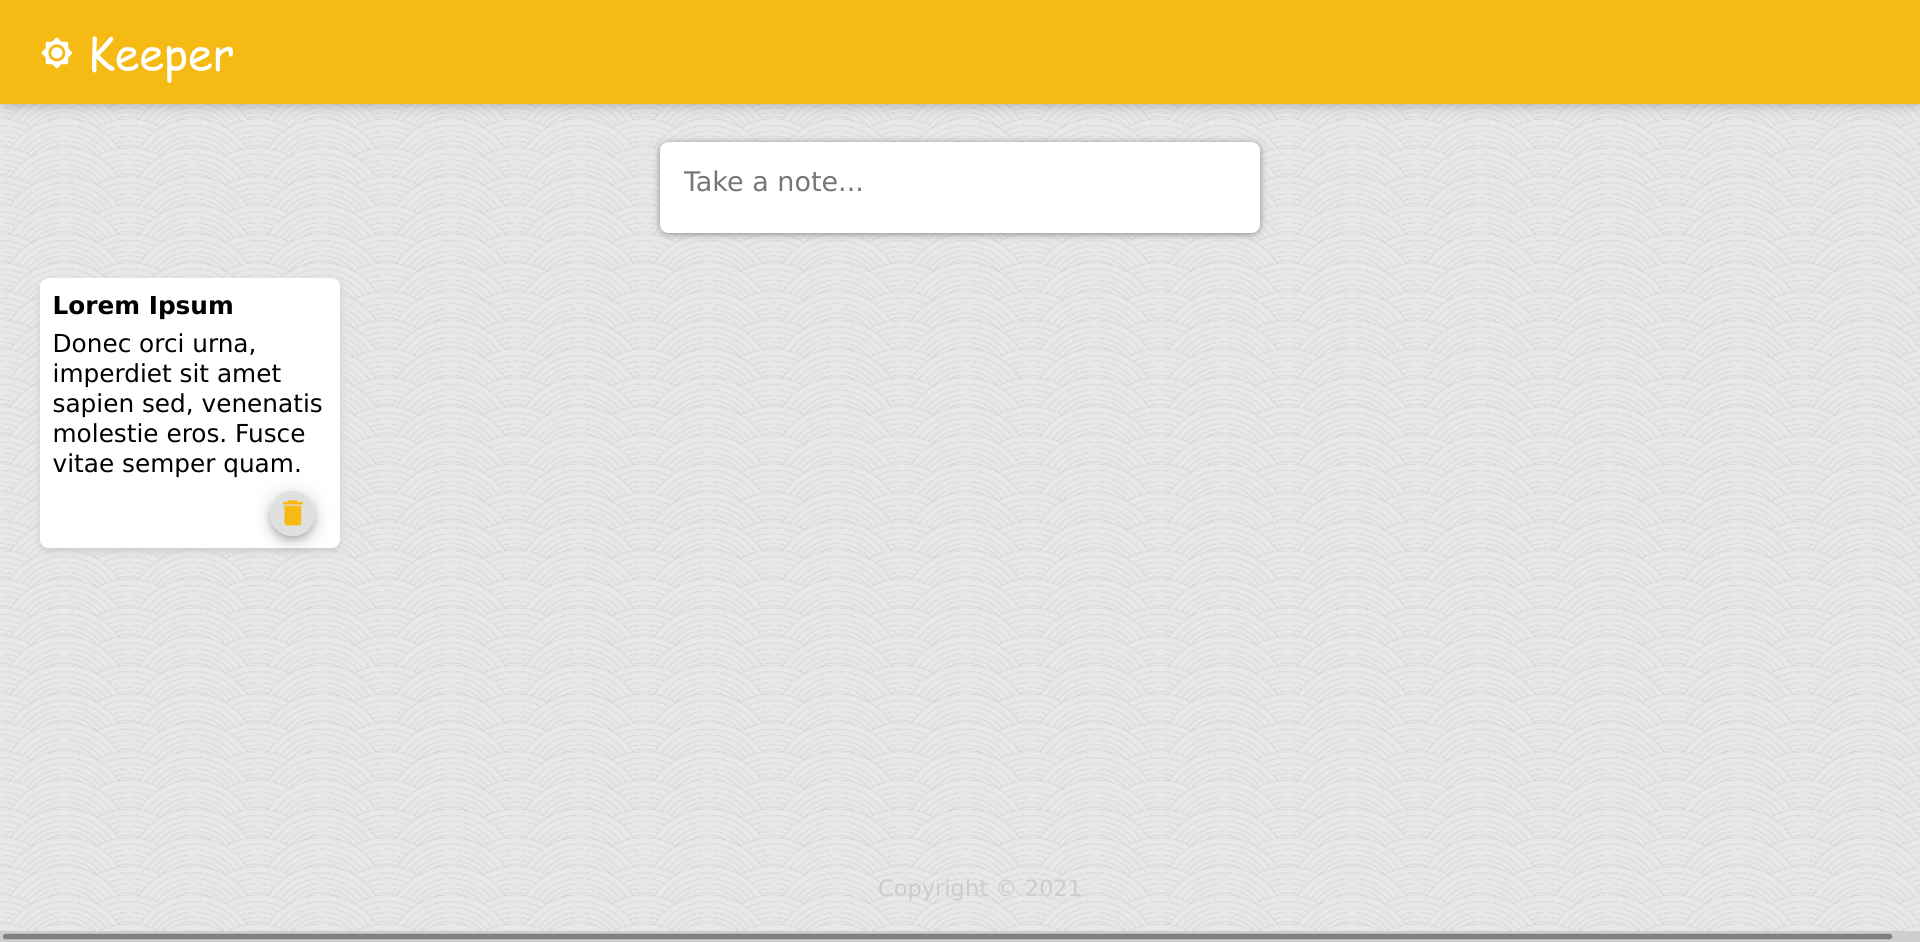 Keeper
Take a note...
Lorem Ipsum
Donec orci urna,
imperdiet sit amet
sapien sed, venenatis
molestie eros. Fusce
vitae semper quam.
Copyright © 2021